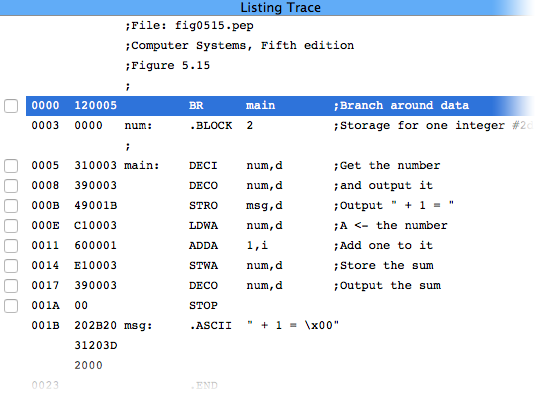 Listing Trace
;File: fig0515.pep
;Computer Systems, Fifth edition
;Figure 5.15
;
0000 120005 BR main ;Branch around data
0003 0000 num: .BLOCK 2 ;Storage for one integer #2d
;
0005 310003 main: DECI num,d ;Get the number
0008 390003 DECO num,d ;and output it
000B 49001B STRO msg,d ;Output " + 1 = "
000E C10003 LDWA num,d ;A <- the number
0011 600001 ADDA 1,i ;Add one to it
0014 E10003 STWA num,d ;Store the sum
0017 390003 DECO num,d ;Output the sum
001A 00 STOP
001B 202B20 msg: .ASCII " + 1 = \x00"
31203D
2000
0023 .END